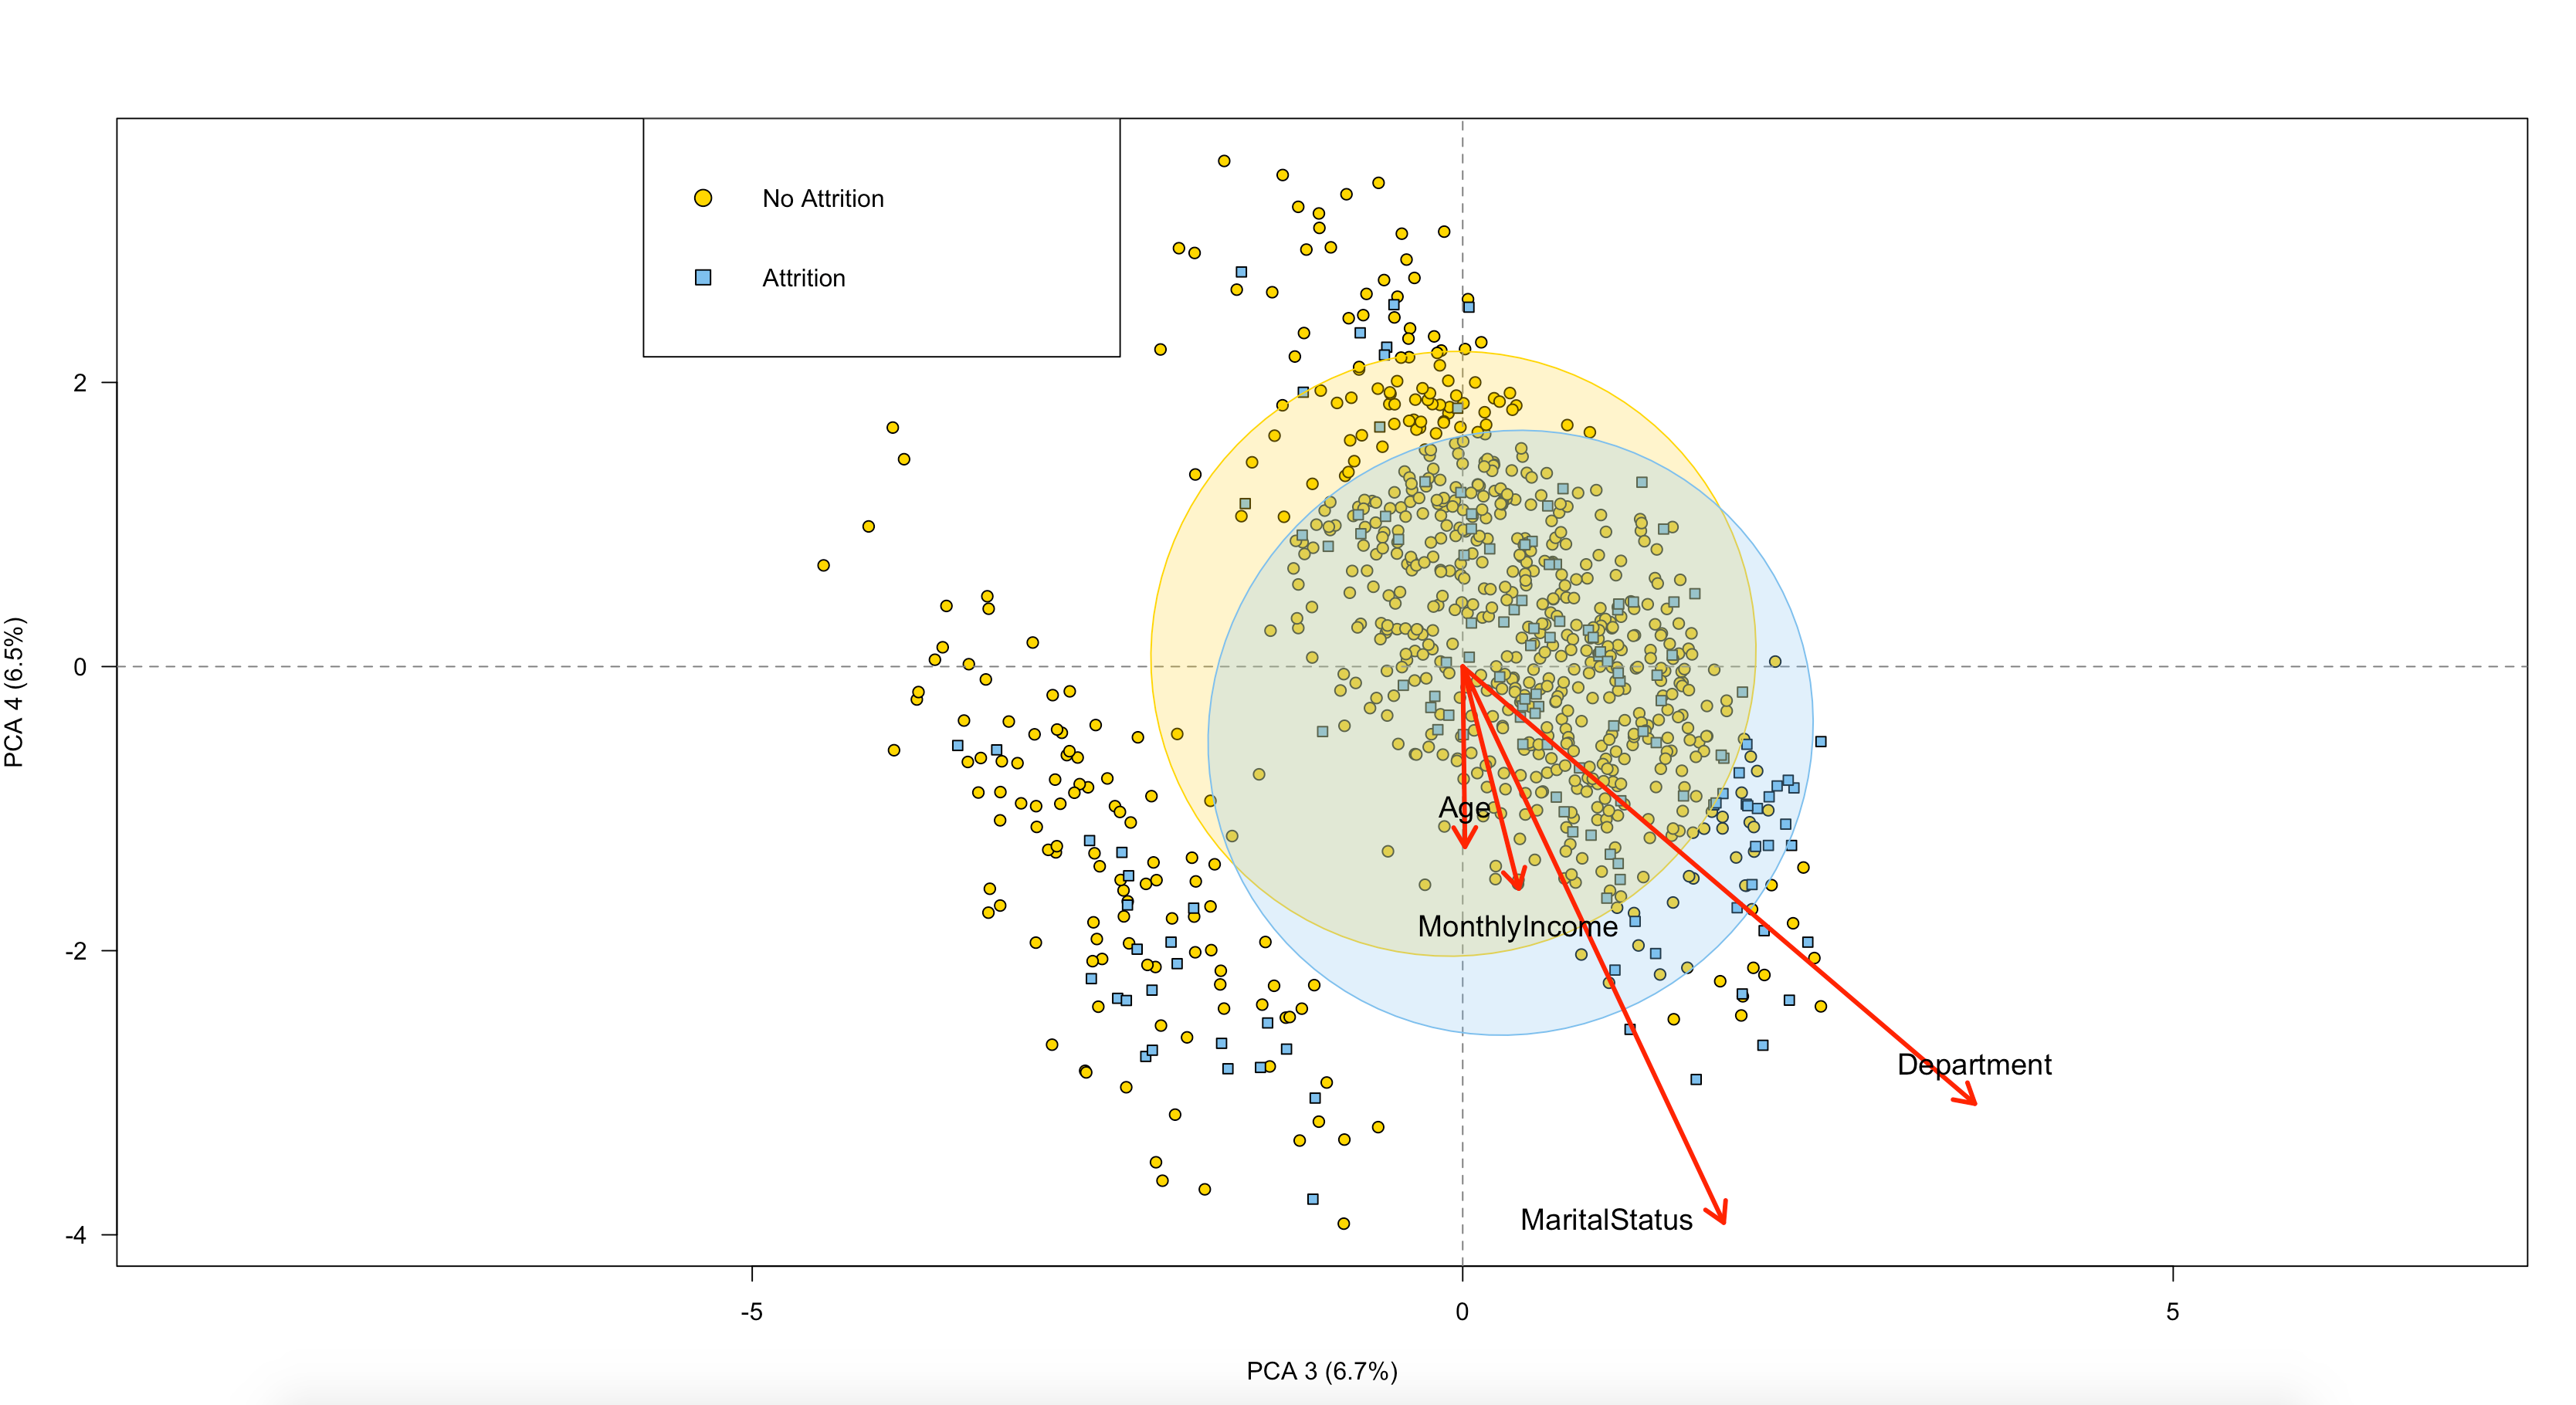 No Attrition
Attrition
2
0
-2
-4
PCA 4 (6.5%)
Age
MonthlyIncome
Department
MaritalStatus
-5
0
5
PCA 3 (6.7%)